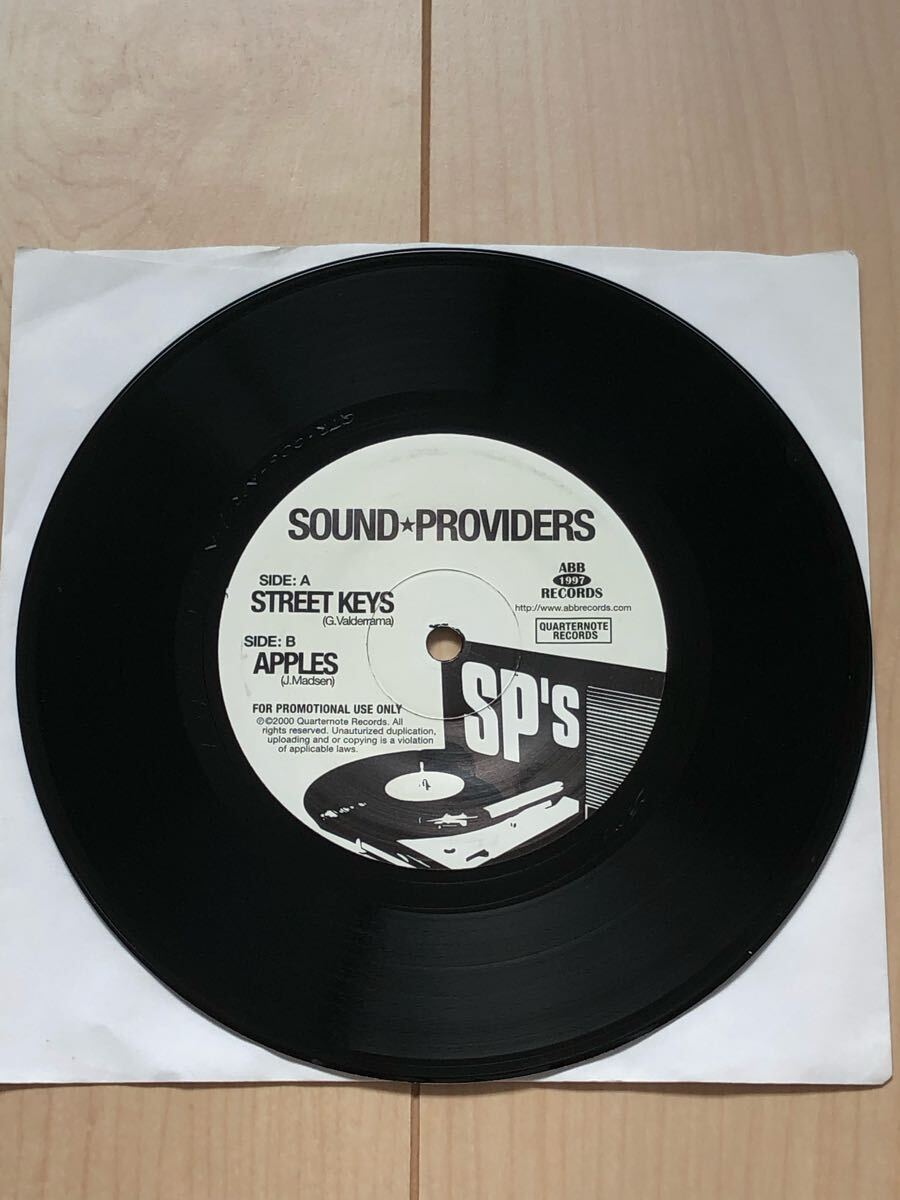 SOUND★PROVIDERS
SIDE: A
STREET KEYS
(G.Valderrama)
SIDE: B
APPLES
(J.Madsen)
ABB
1997
RECORDS
http://www.abbrecords.com
QUARTERNOTE
RECORDS
FOR PROMOTIONAL USE ONLY
℗©2000 Quarternote Records. All
rights reserved. Unauturized duplication,
uploading and or copying is a violation
of applicable laws.
SP's